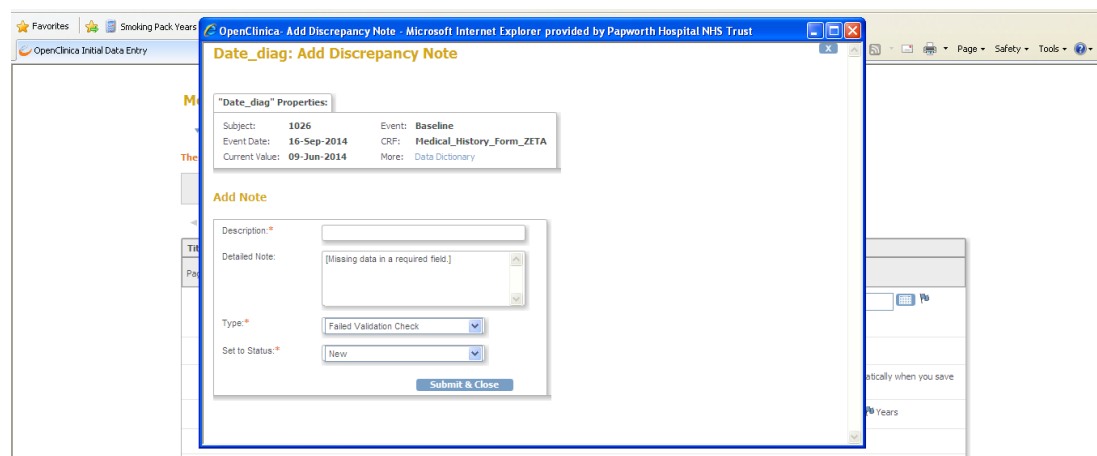 Favorites Smoking Pack Years
OpenClinica Initial Data Entry
Page Safety Tools
OpenClinica- Add Discrepancy Note - Microsoft Internet Explorer provided by Papworth Hospital NHS Trust
Date_diag: Add Discrepancy Note
X
"Date_diag" Properties:
Subject: 1026 Event: Baseline
Event Date: 16-Sep-2014 CRF: Medical_History_Form_ZETA
Current Value: 09-Jun-2014 More: Data Dictionary
Add Note
Description:*
Detailed Note: [Missing data in a required field.]
Type:* Failed Validation Check
Set to Status:* New
Submit & Close
The
atically when you save
Years